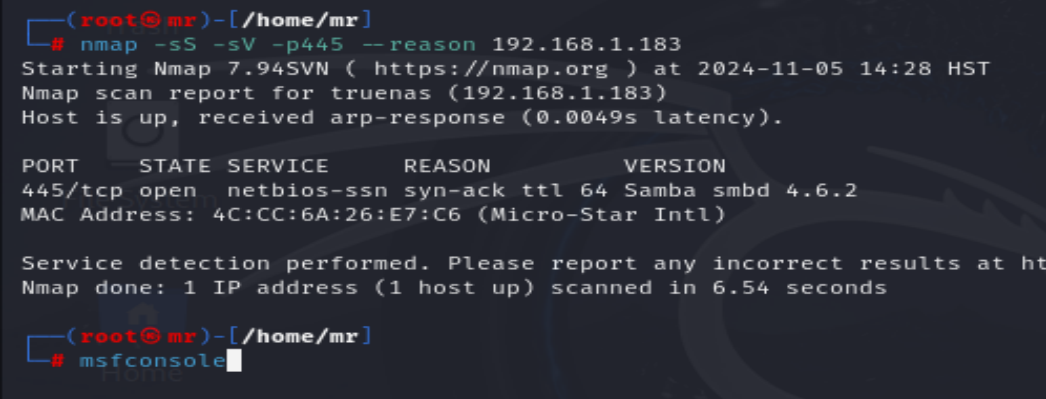 ┌──(root㉿mr)-[/home/mr]
└─# nmap -sS -sV -p445 --reason 192.168.1.183
Starting Nmap 7.94SVN ( https://nmap.org ) at 2024-11-05 14:28 HST
Nmap scan report for truenas (192.168.1.183)
Host is up, received arp-response (0.0049s latency).
PORT    STATE SERVICE     REASON         VERSION
445/tcp open  netbios-ssn syn-ack ttl 64 Samba smbd 4.6.2
MAC Address: 4C:CC:6A:26:E7:C6 (Micro-Star Intl)
Service detection performed. Please report any incorrect results at ht
Nmap done: 1 IP address (1 host up) scanned in 6.54 seconds
┌──(root㉿mr)-[/home/mr]
└─# msfconsole
Home